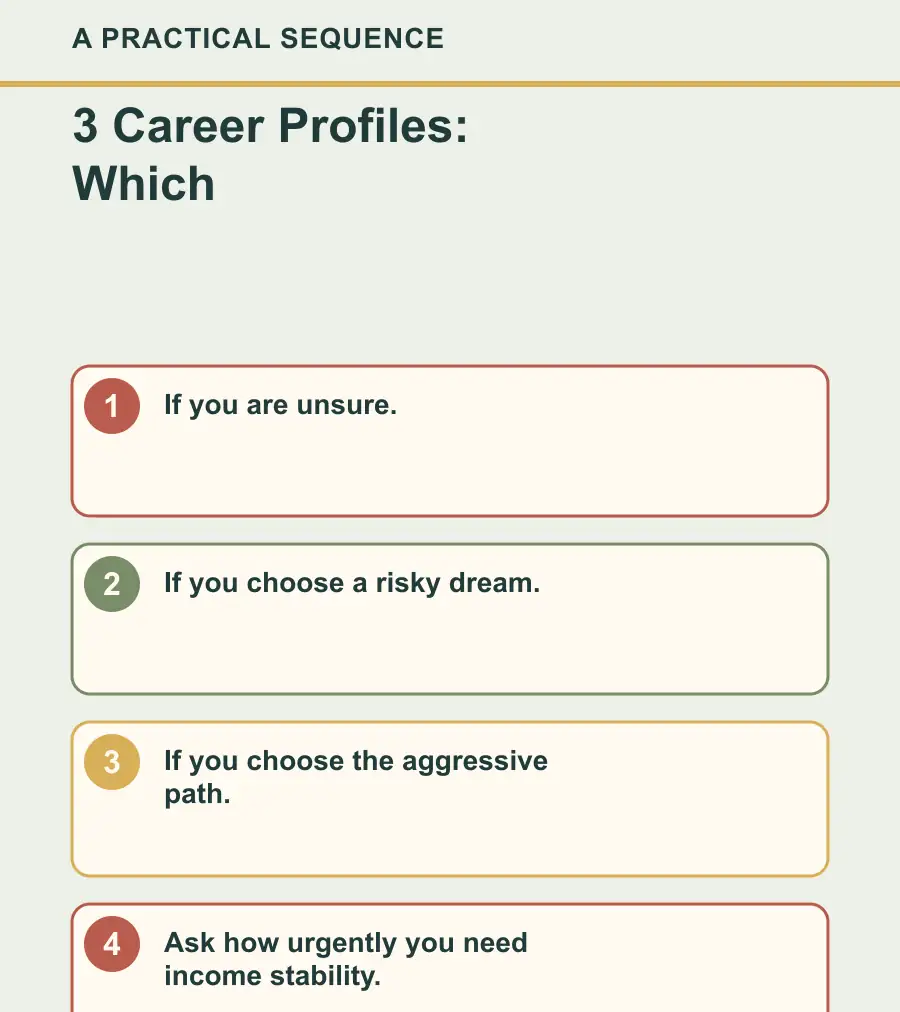 A PRACTICAL SEQUENCE
3 Career Profiles:
Which
1
If you are unsure.
2
If you choose a risky dream.
3
If you choose the aggressive
path.
4
Ask how urgently you need
income stability.